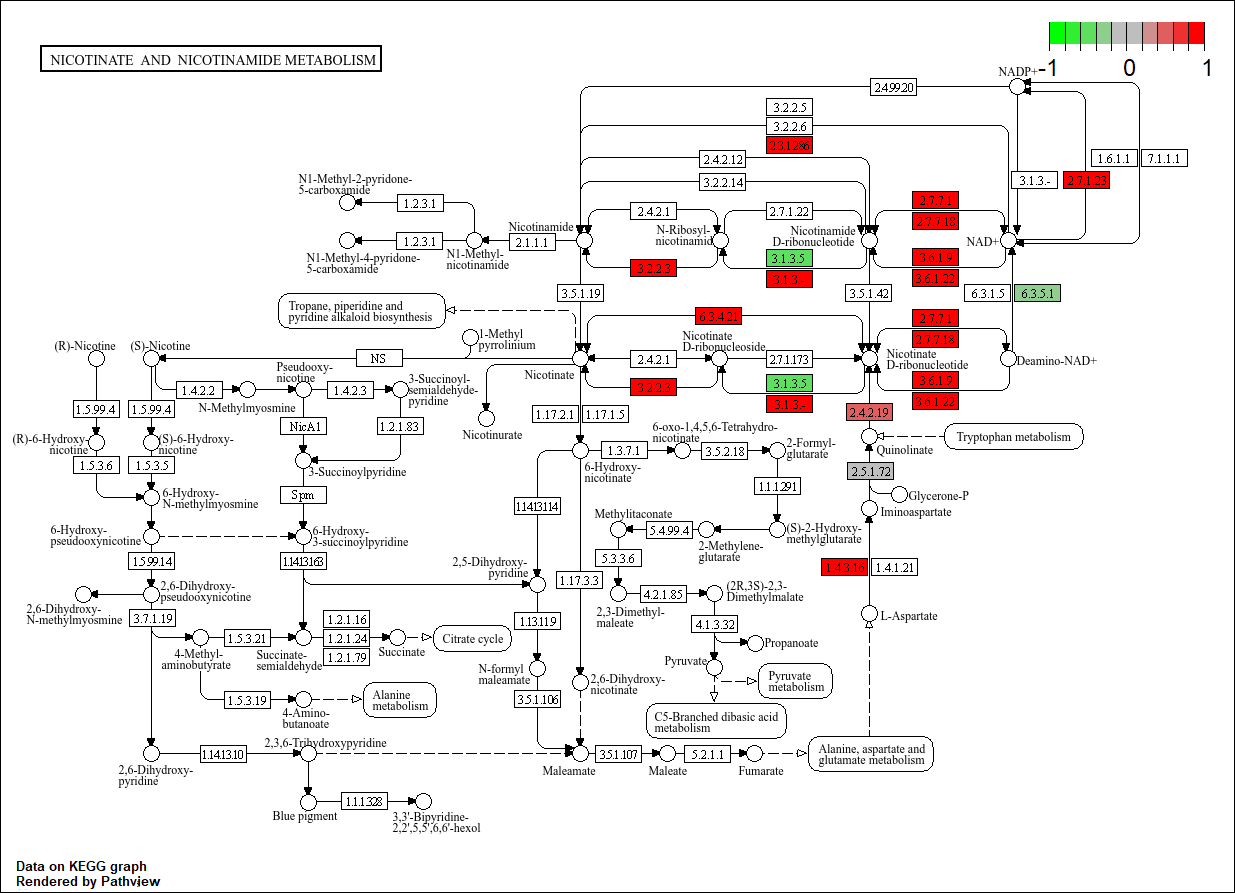 NICOTINATE AND NICOTINAMIDE METABOLISM
-1 0 1
NADP+
2.4.99.20
3.2.2.5
3.2.2.6
2.3.1.286
2.4.2.12
3.2.2.14
1.6.1.1
7.1.1.1
3.1.3.-
2.7.1.23
N1-Methyl-2-pyridone-
5-carboxamide
1.2.3.1
2.4.2.1
2.7.1.22
2.7.7.1
2.7.7.18
Nicotinamide
N-Ribosyl-
nicotinamid
Nicotinamide
D-ribonucleotide
NAD+
1.2.3.1
2.1.1.1
N1-Methyl-4-pyridone-
5-carboxamide
N1-Methyl-
nicotinamide
3.2.2.3
3.1.3.5
3.1.3.-
3.6.1.9
3.6.1.22
3.5.1.19
3.5.1.42
6.3.1.5
6.3.5.1
Tropane, piperidine and
pyridine alkaloid biosynthesis
6.3.4.21
2.7.7.1
2.7.7.18
1-Methyl
pyrrolinium
Nicotinate
D-ribonucleoside
(R)-Nicotine
(S)-Nicotine
NS
2.4.2.1
2.7.1.173
Nicotinate
D-ribonucleotide
Deamino-NAD+
Nicotinate
Pseudooxy-
nicotine
1.4.2.2
1.4.2.3
3-Succinoyl-
semialdehyde-
pyridine
N-Methylmyosmine
3.2.2.3
3.1.3.5
3.1.3.-
3.6.1.9
3.6.1.22
1.5.99.4
1.5.99.4
NicA1
1.2.1.83
Nicotinurate
1.17.2.1
1.17.1.5
2.4.2.19
(R)-6-Hydroxy-
nicotine
(S)-6-Hydroxy-
nicotine
6-oxo-1,4,5,6-Tetrahydro-
nicotinate
2-Formyl-
glutarate
Quinolinate
Tryptophan metabolism
1.5.3.6
1.5.3.5
3-Succinoylpyridine
6-Hydroxy-
nicotinate
1.3.7.1
3.5.2.18
2.5.1.72
6-Hydroxy-
N-methylmyosmine
Spm
1.1.1.291
Glycerone-P
Iminoaspartate
1.14.13.114
Methylitaconate
6-Hydroxy-
pseudooxynicotine
6-Hydroxy-
3-succinoylpyridine
5.4.99.4
2-Methylene-
glutarate
(S)-2-Hydroxy-
methylglutarate
1.5.99.14
1.14.13.163
2,5-Dihydroxy-
pyridine
5.3.3.6
1.4.3.16
1.4.1.21
1.17.3.3
2,6-Dihydroxy-
pseudooxynicotine
2,6-Dihydroxy-
N-methylmyosmine
4.2.1.85
(2R,3S)-2,3-
Dimethylmalate
2,3-Dimethyl-
maleate
L-Aspartate
3.7.1.19
1.2.1.16
1.13.11.9
4.1.3.32
1.5.3.21
1.2.1.24
Citrate cycle
4-Methyl-
aminobutyrate
Succinate-
semialdehyde
1.2.1.79
Succinate
Propanoate
N-formyl
maleamate
Pyruvate
2,6-Dihydroxy-
nicotinate
Pyruvate
metabolism
1.5.3.19
Alanine
metabolism
4-Amino-
butanoate
3.5.1.106
C5-Branched dibasic acid
metabolism
2,3,6-Trihydroxypyridine
1.14.13.10
2,6-Dihydroxy-
pyridine
Maleamate
3.5.1.107
Maleate
5.2.1.1
Fumarate
Alanine, aspartate and
glutamate metabolism
Blue pigment
1.1.1.328
3,3'-Bipyridine-
2,2',5,5',6,6'-hexol
Data on KEGG graph
Rendered by Pathview